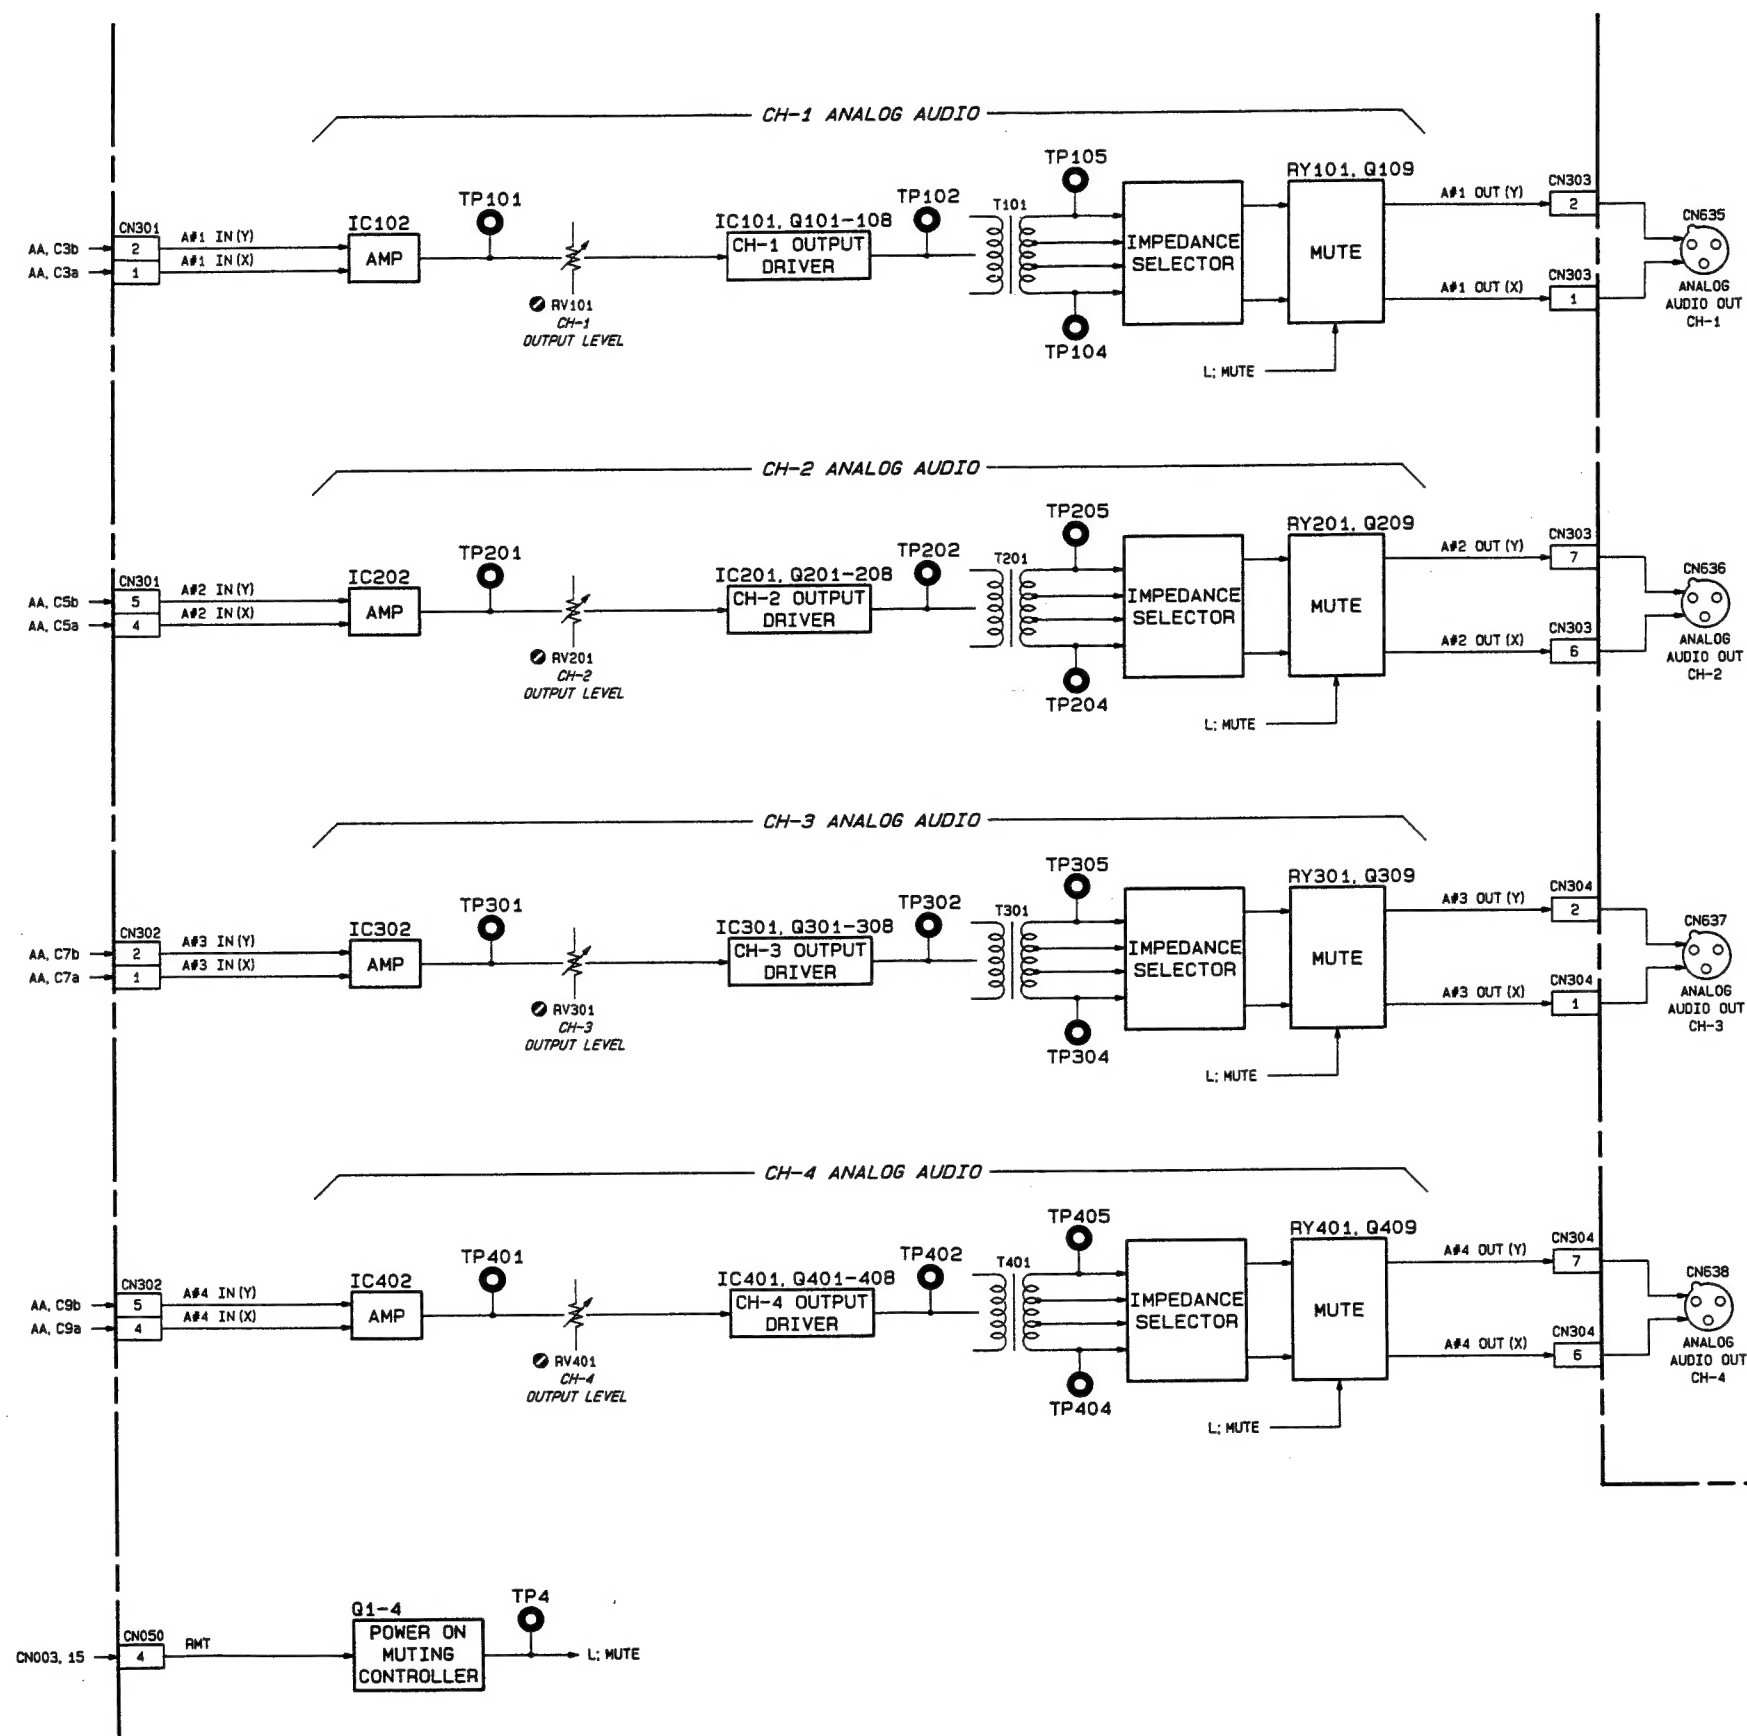 CH-1 ANALOG AUDIO
TP105
RY101, Q109
CN303
TP101
TP102
T101
A#1 OUT (Y)
2
CN635
CN301
IC102
IC101, Q101-108
AA, C3b
2
A#1 IN(Y)
AMP
CH-1 OUTPUT
DRIVER
IMPEDANCE
SELECTOR
MUTE
AA, C3a
1
A#1 IN(X)
CN303
A#1 OUT (X)
1
ANALOG
AUDIO OUT
CH-1
RV101
CH-1
OUTPUT LEVEL
TP104
L; MUTE
CH-2 ANALOG AUDIO
TP205
RY201, Q209
CN303
TP201
TP202
T201
A#2 OUT (Y)
7
CN636
CN301
IC202
IC201, Q201-208
AA, C5b
5
A#2 IN(Y)
AMP
CH-2 OUTPUT
DRIVER
IMPEDANCE
SELECTOR
MUTE
AA, C5a
4
A#2 IN(X)
CN303
A#2 OUT (X)
6
ANALOG
AUDIO OUT
CH-2
RV201
CH-2
OUTPUT LEVEL
TP204
L; MUTE
CH-3 ANALOG AUDIO
TP305
RY301, Q309
CN304
TP301
TP302
T301
A#3 OUT (Y)
2
CN637
CN302
IC302
IC301, Q301-308
AA, C7b
2
A#3 IN(Y)
AMP
CH-3 OUTPUT
DRIVER
IMPEDANCE
SELECTOR
MUTE
AA, C7a
1
A#3 IN(X)
CN304
A#3 OUT (X)
1
ANALOG
AUDIO OUT
CH-3
RV301
CH-3
OUTPUT LEVEL
TP304
L; MUTE
CH-4 ANALOG AUDIO
TP405
RY401, Q409
CN304
TP401
TP402
T401
A#4 OUT (Y)
7
CN638
CN302
IC402
IC401, Q401-408
AA, C9b
5
A#4 IN(Y)
AMP
CH-4 OUTPUT
DRIVER
IMPEDANCE
SELECTOR
MUTE
AA, C9a
4
A#4 IN(X)
CN304
A#4 OUT (X)
6
ANALOG
AUDIO OUT
CH-4
RV401
CH-4
OUTPUT LEVEL
TP404
L; MUTE
Q1-4
TP4
CN050
CN003, 15
4
RMT
POWER ON
MUTING
CONTROLLER
L; MUTE